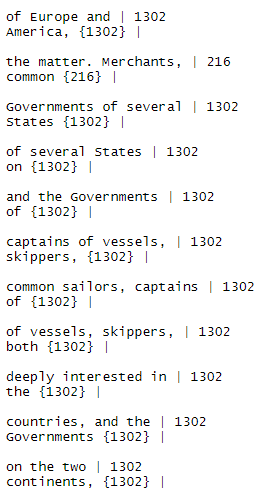 of Europe and | 1302
America, {1302} |
the matter. Merchants, | 216
common {216} |
Governments of several | 1302
States {1302} |
of several States | 1302
on {1302} |
and the Governments | 1302
of {1302} |
captains of vessels, | 1302
skippers, {1302} |
common sailors, captains | 1302
of {1302} |
of vessels, skippers, | 1302
both {1302} |
deeply interested in | 1302
the {1302} |
countries, and the | 1302
Governments {1302} |
on the two | 1302
continents, {1302} |